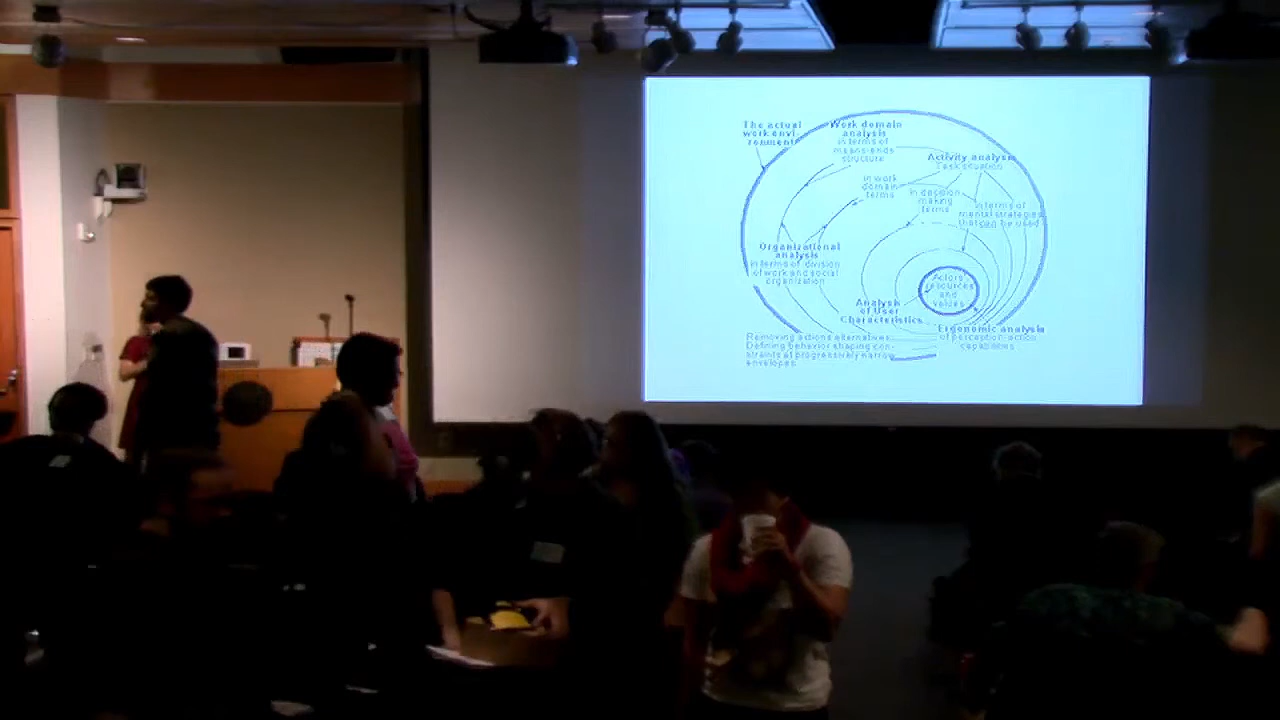 The actual
work envi-
ronment
Work domain
analysis
in terms of
means-ends
structure
Activity analysis
Task situation
in work
domain
terms
in decision
making
terms
in terms of
mental strategies
that can be used
Organizational
analysis
in terms of division
of work and social
organization
Actors'
resources
and
values
Analysis
of User
Characteristics
Ergonomic analysis
of perception-action
capabilities
Removing actions alternatives.
Defining behavior shaping con-
straints at progressively narrow
envelopes